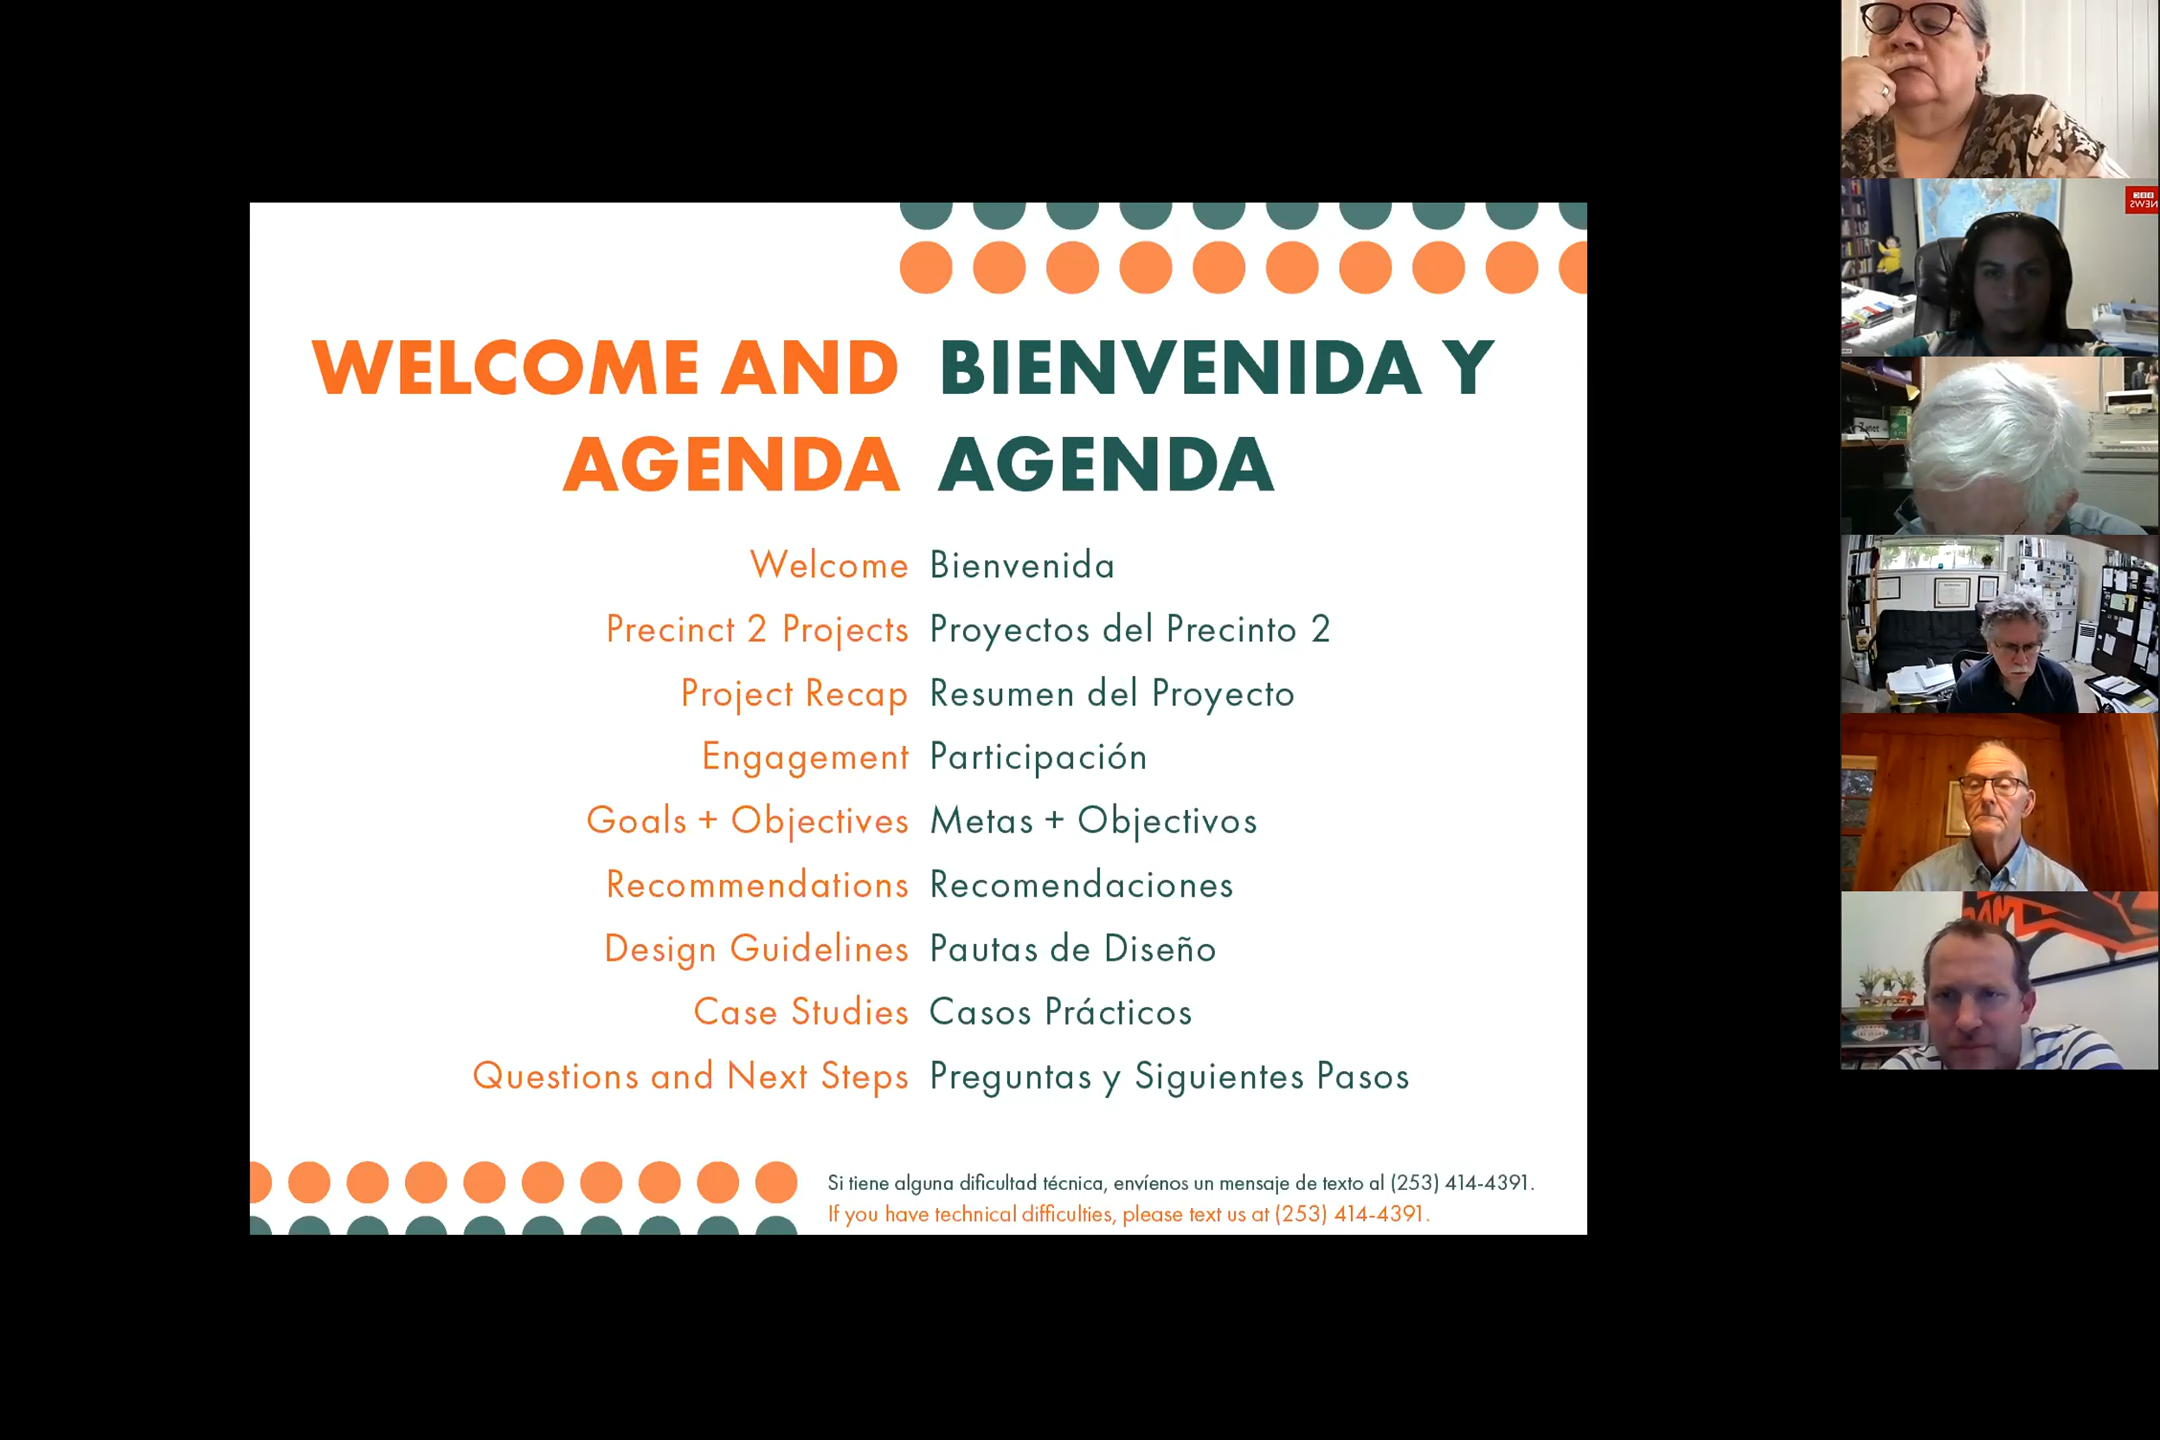 WELCOME AND
AGENDA
BIENVENIDA Y
AGENDA
Welcome Bienvenida
Precinct 2 Projects Proyectos del Precinto 2
Project Recap Resumen del Proyecto
Engagement Participación
Goals + Objectives Metas + Objectivos
Recommendations Recomendaciones
Design Guidelines Pautas de Diseño
Case Studies Casos Prácticos
Questions and Next Steps Preguntas y Siguientes Pasos
Si tiene alguna dificultad técnica, envíenos un mensaje de texto al (253) 414-4391.
If you have technical difficulties, please text us at (253) 414-4391.
BBC
NEWS